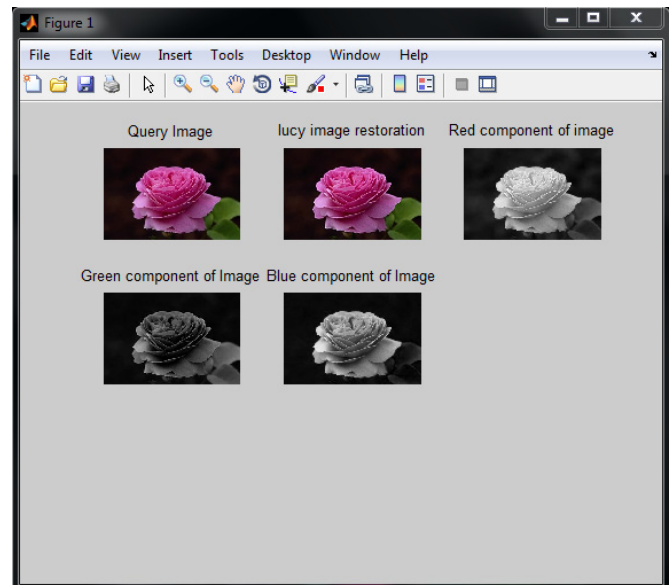 Figure 1
File Edit View Insert Tools Desktop Window Help
Query Image lucy image restoration Red component of image
Green component of Image Blue component of Image